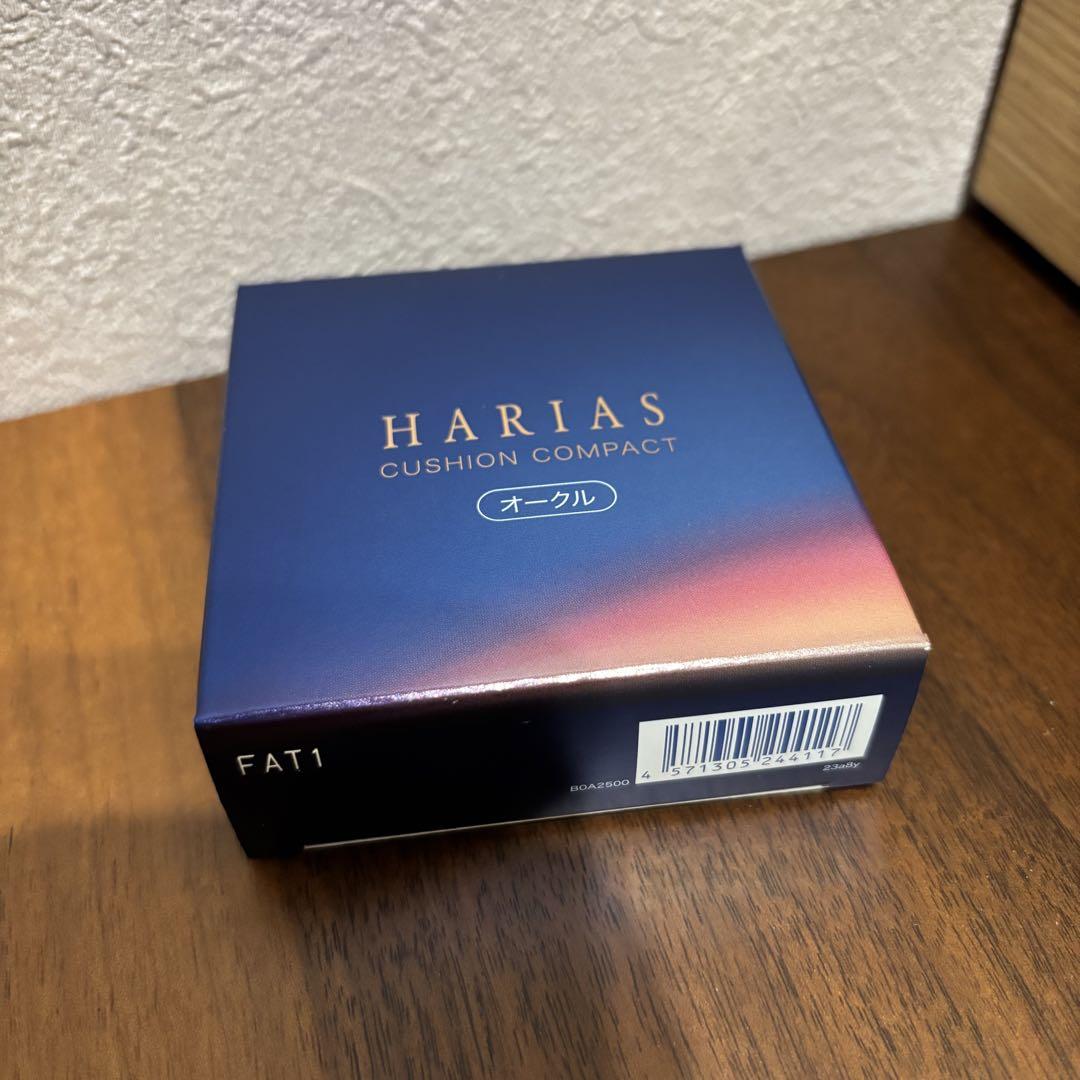 HARIAS
CUSHION COMPACT
オークル
FAT1
B0A2500
4 571305 244117
23a8y